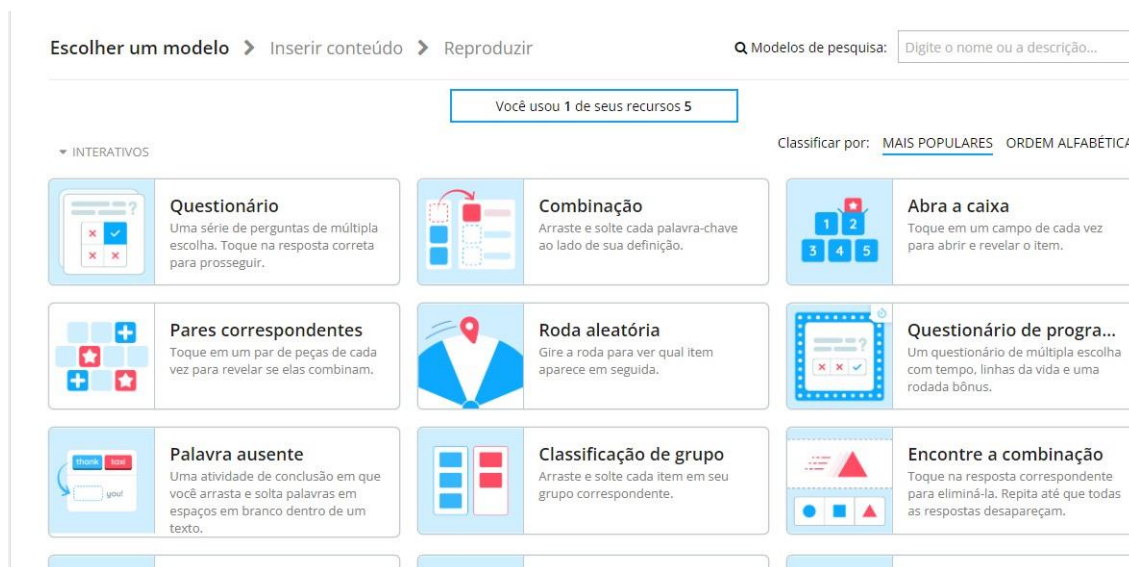 Escolher um modelo > Inserir conteúdo > Reproduzir
Modelos de pesquisa: Digite o nome ou a descrição...
Você usou 1 de seus recursos 5
INTERATIVOS
Classificar por: MAIS POPULARES ORDEM ALFABÉTICA
Questionário
Uma série de perguntas de múltipla
escolha. Toque na resposta correta
para prosseguir.
Combinação
Arraste e solte cada palavra-chave
ao lado de sua definição.
1 2
3 4 5
Abra a caixa
Toque em um campo de cada vez
para abrir e revelar o item.
Pares correspondentes
Toque em um par de peças de cada
vez para revelar se elas combinam.
Roda aleatória
Gire a roda para ver qual item
aparece em seguida.
Questionário de progra...
Um questionário de múltipla escolha
com tempo, linhas da vida e uma
rodada bônus.
thank taxi
you!
Palavra ausente
Uma atividade de conclusão em que
você arrasta e solta palavras em
espaços em branco dentro de um
texto.
Classificação de grupo
Arraste e solte cada item em seu
grupo correspondente.
Encontre a combinação
Toque na resposta correspondente
para eliminá-la. Repita até que todas
as respostas desapareçam.